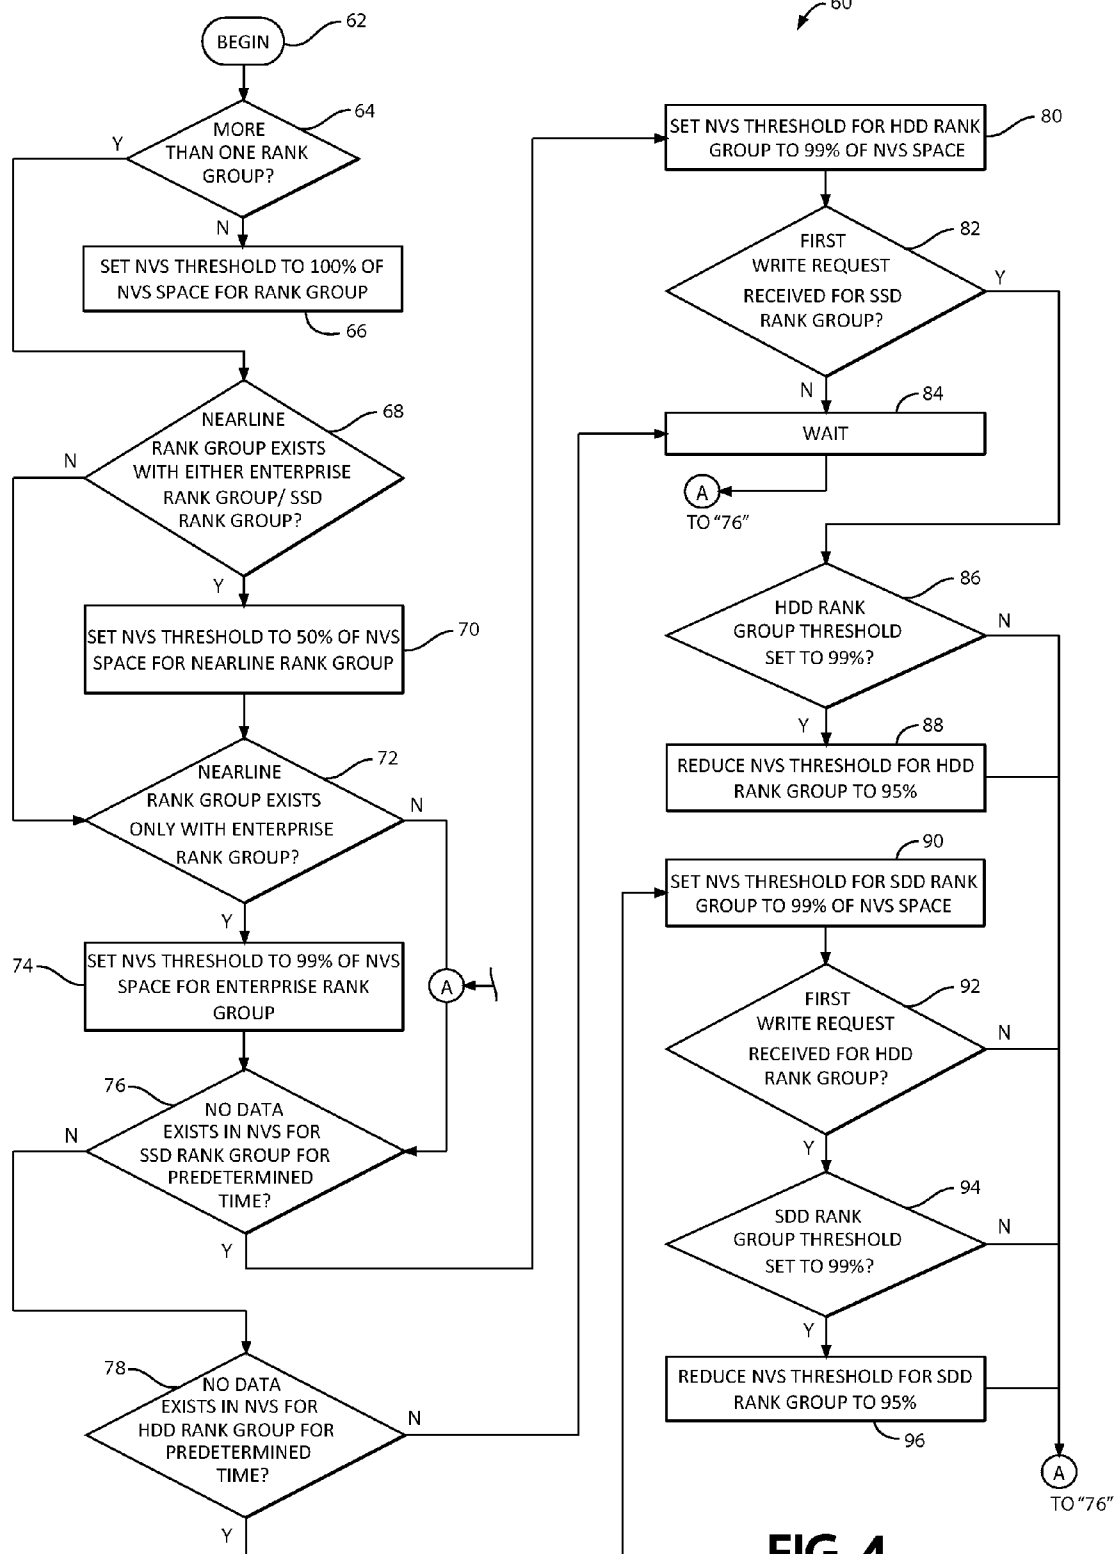 60
BEGIN
62
64
MORE
THAN ONE RANK
GROUP?
Y
N
SET NVS THRESHOLD TO 100% OF
NVS SPACE FOR RANK GROUP
66
68
NEARLINE
RANK GROUP EXISTS
WITH EITHER ENTERPRISE
RANK GROUP/ SSD
RANK GROUP?
N
Y
SET NVS THRESHOLD TO 50% OF NVS
SPACE FOR NEARLINE RANK GROUP
70
72
NEARLINE
RANK GROUP EXISTS
ONLY WITH ENTERPRISE
RANK GROUP?
N
Y
74
SET NVS THRESHOLD TO 99% OF NVS
SPACE FOR ENTERPRISE RANK
GROUP
A
76
NO DATA
EXISTS IN NVS FOR
SSD RANK GROUP FOR
PREDETERMINED
TIME?
N
Y
78
NO DATA
EXISTS IN NVS FOR
HDD RANK GROUP FOR
PREDETERMINED
TIME?
N
Y
SET NVS THRESHOLD FOR HDD RANK
GROUP TO 99% OF NVS SPACE
80
82
FIRST
WRITE REQUEST
RECEIVED FOR SSD
RANK GROUP?
Y
N
84
WAIT
A
TO "76"
86
HDD RANK
GROUP THRESHOLD
SET TO 99%?
N
Y
88
REDUCE NVS THRESHOLD FOR HDD
RANK GROUP TO 95%
90
SET NVS THRESHOLD FOR SDD RANK
GROUP TO 99% OF NVS SPACE
92
FIRST
WRITE REQUEST
RECEIVED FOR HDD
RANK GROUP?
N
Y
94
SDD RANK
GROUP THRESHOLD
SET TO 99%?
N
Y
REDUCE NVS THRESHOLD FOR SDD
RANK GROUP TO 95%
96
A
TO "76"
FIG. 4